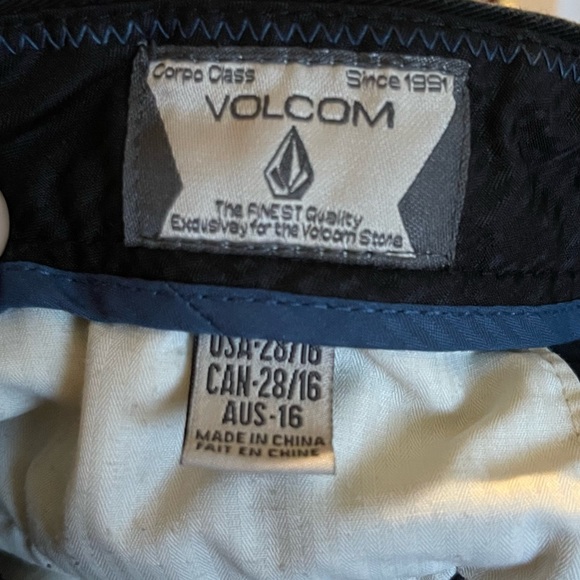 Corpo Class Since 1991
VOLCOM
The FINEST Quality
Exclusivey for the Volcom Store
USA-28/16
CAN-28/16
AUS-16
MADE IN CHINA
FAIT EN CHINE